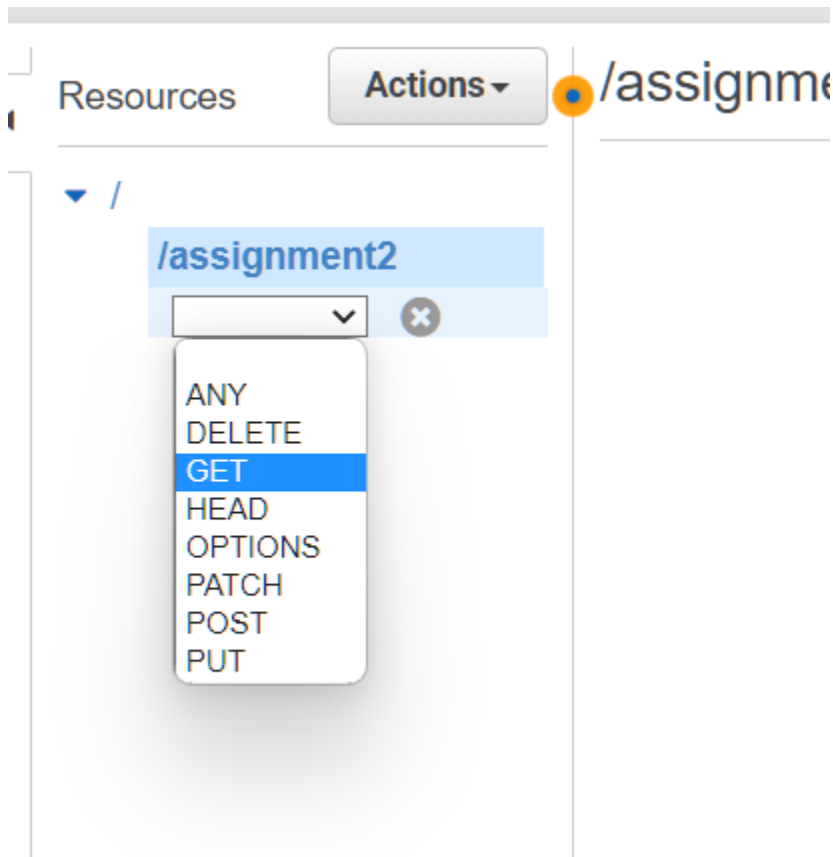 Resources
Actions
/assignme
/
/assignment2
ANY
DELETE
GET
HEAD
OPTIONS
PATCH
POST
PUT